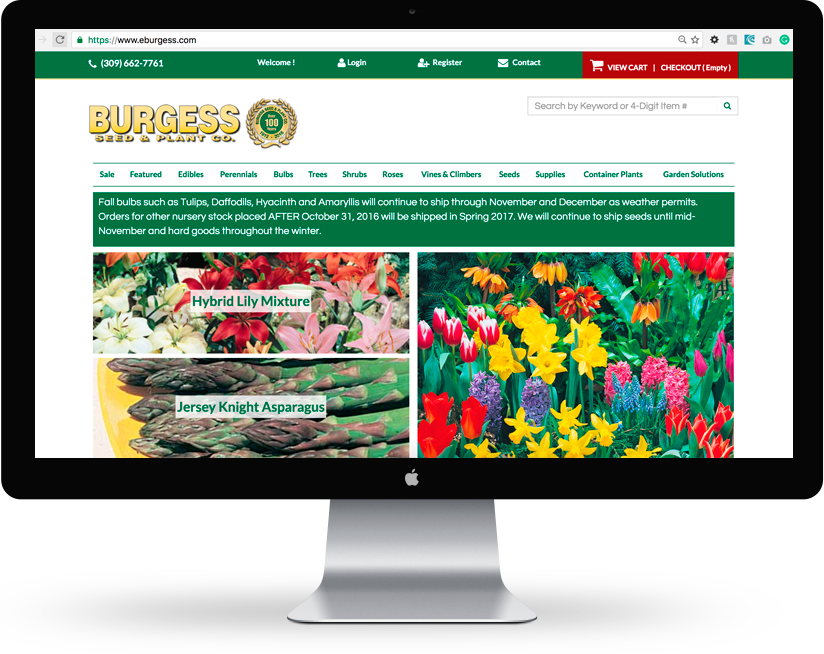 https://www.eburgess.com
(309) 662-7761 Welcome ! Login Register Contact VIEW CART | CHECKOUT ( Empty )
Search by Keyword or 4-Digit Item #
BURGESS
SEED & PLANT CO.
Over
100
Years
Sale Featured Edibles Perennials Bulbs Trees Shrubs Roses Vines & Climbers Seeds Supplies Container Plants Garden Solutions
Fall bulbs such as Tulips, Daffodils, Hyacinth and Amaryllis will continue to ship through November and December as weather permits.
Orders for other nursery stock placed AFTER October 31, 2016 will be shipped in Spring 2017. We will continue to ship seeds until mid-
November and hard goods throughout the winter.
Hybrid Lily Mixture
Jersey Knight Asparagus